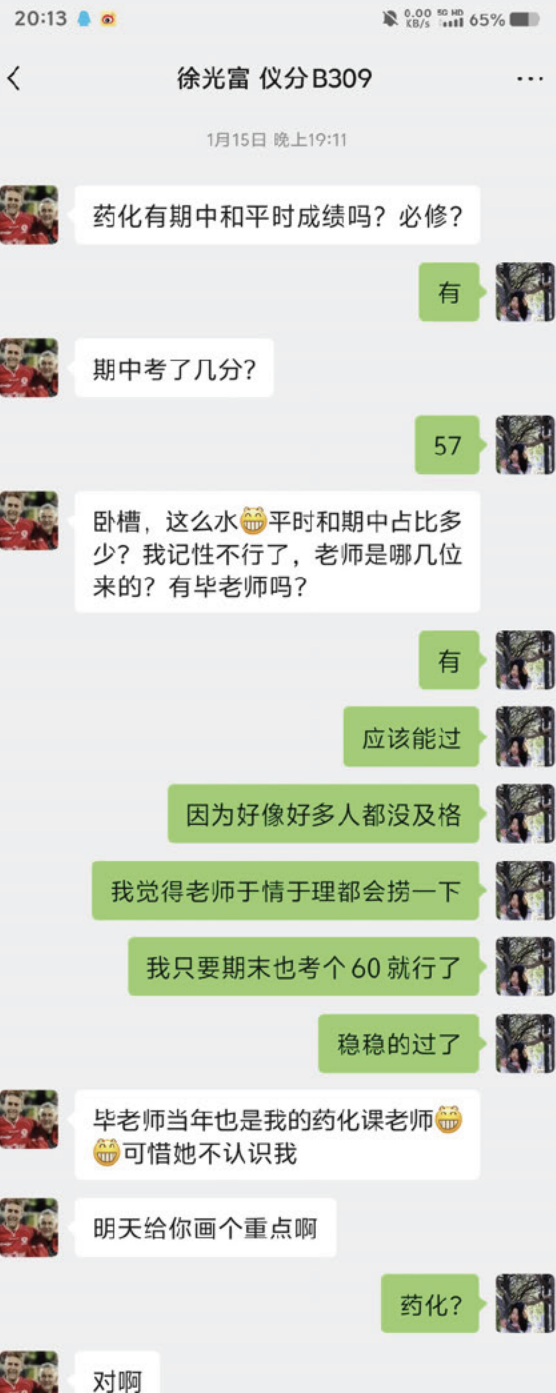 20:13
0.00 KB/s 5G HD 65%
徐光富 仪分B309
1月15日 晚上19:11
药化有期中和平时成绩吗？必修？
有
期中考了几分？
57
卧槽，这么水😁平时和期中占比多
少？我记性不行了，老师是哪几位
来的？有毕老师吗？
有
应该能过
因为好像好多人都没及格
我觉得老师于情于理都会捞一下
我只要期末也考个60就行了
稳稳的过了
毕老师当年也是我的药化课老师😁
😁可惜她不认识我
明天给你画个重点啊
药化？
对啊